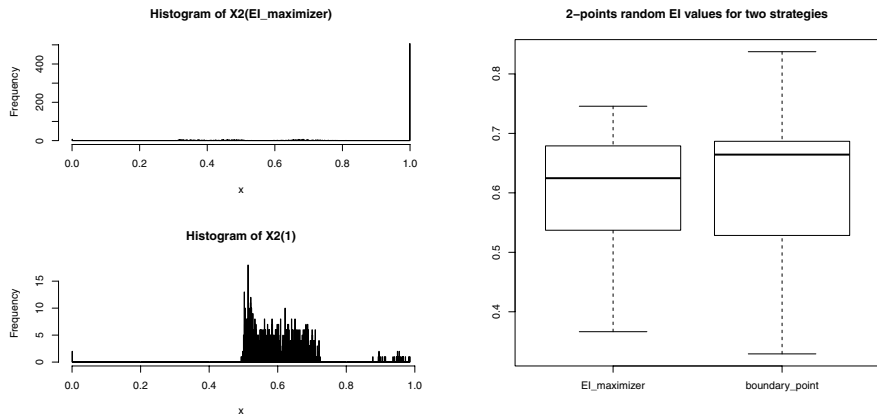 Histogram of X2(EI_maximizer)
Frequency
0 200 400
0.0 0.2 0.4 0.6 0.8 1.0
x
Histogram of X2(1)
Frequency
0 5 10 15
0.0 0.2 0.4 0.6 0.8 1.0
x
2−points random EI values for two strategies
0.4 0.5 0.6 0.7 0.8
EI_maximizer boundary_point